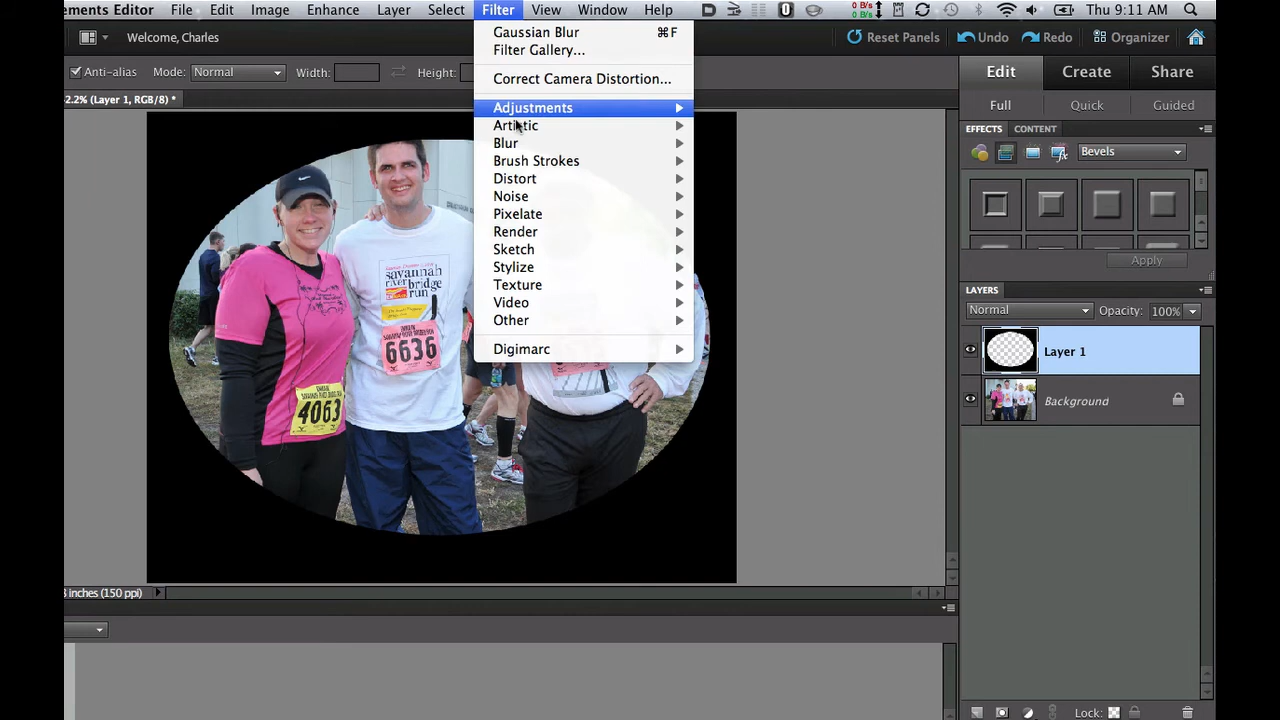 ements Editor File Edit Image Enhance Layer Select Filter View Window Help 0 B/s 0 B/s Thu 9:11 AM
Welcome, Charles
Reset Panels Undo Redo Organizer
Anti-alias Mode: Normal Width: Height:
Edit Create Share
Full Quick Guided
2.2% (Layer 1, RGB/8) *
Gaussian Blur ⌘F
Filter Gallery...
Correct Camera Distortion...
Adjustments
Artistic
Blur
Brush Strokes
Distort
Noise
Pixelate
Render
Sketch
Stylize
Texture
Video
Other
Digimarc
EFFECTS CONTENT
Bevels
Apply
LAYERS
Normal Opacity: 100%
Layer 1
Background
Lock:
savannah
river bridge
run
6636
4063
8 inches (150 ppi)